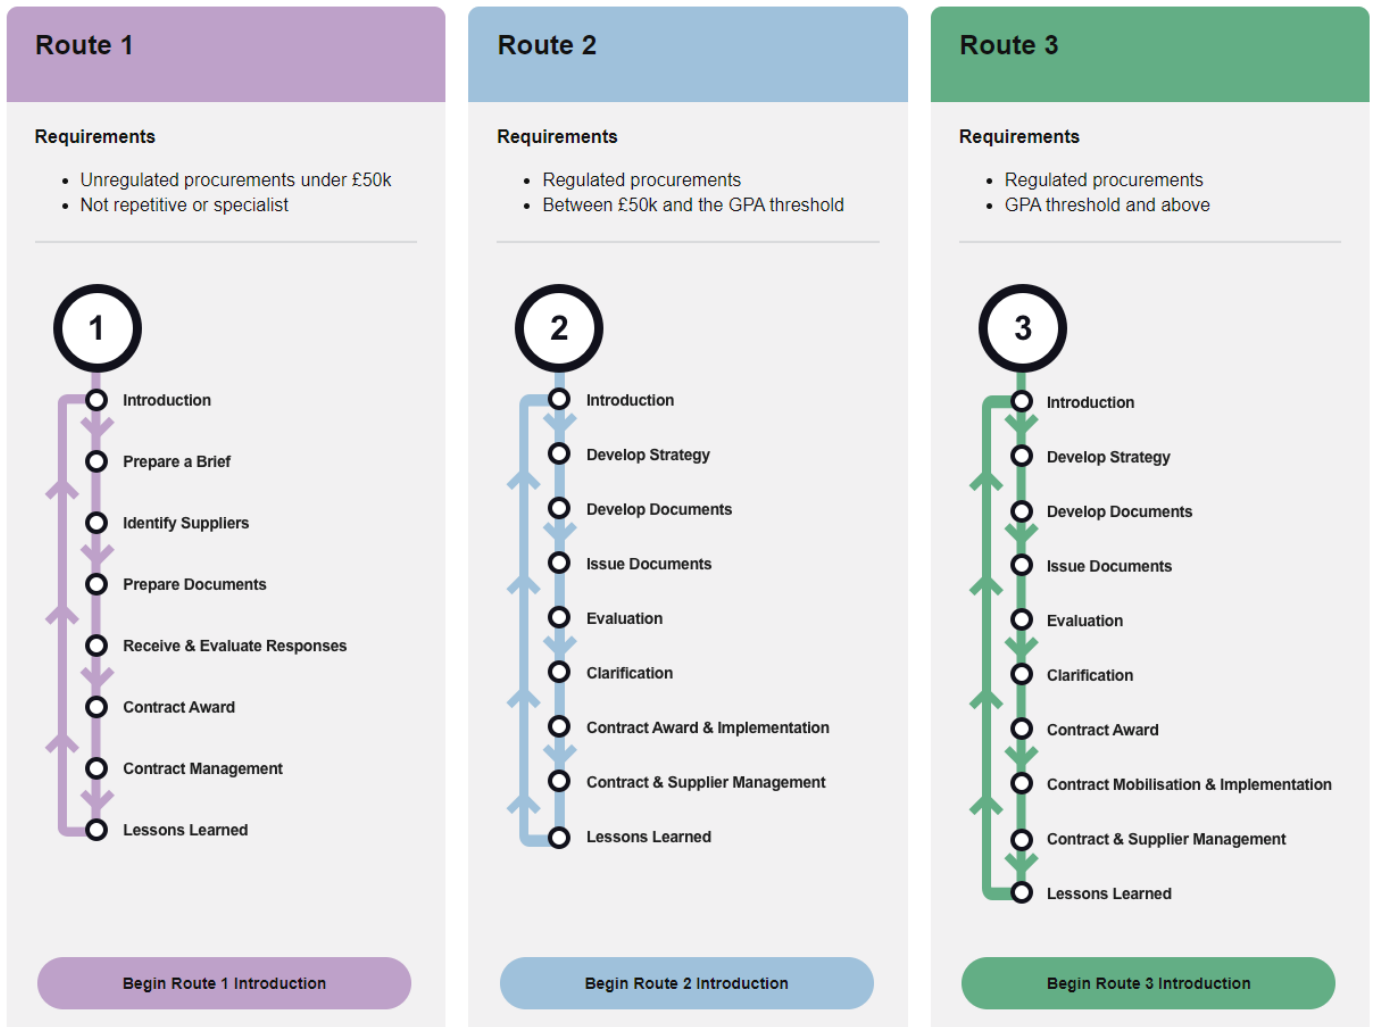 Route 1
Requirements
Unregulated procurements under £50k
Not repetitive or specialist
1
Introduction
Prepare a Brief
Identify Suppliers
Prepare Documents
Receive & Evaluate Responses
Contract Award
Contract Management
Lessons Learned
Begin Route 1 Introduction
Route 2
Requirements
Regulated procurements
Between £50k and the GPA threshold
2
Introduction
Develop Strategy
Develop Documents
Issue Documents
Evaluation
Clarification
Contract Award & Implementation
Contract & Supplier Management
Lessons Learned
Begin Route 2 Introduction
Route 3
Requirements
Regulated procurements
GPA threshold and above
3
Introduction
Develop Strategy
Develop Documents
Issue Documents
Evaluation
Clarification
Contract Award
Contract Mobilisation & Implementation
Contract & Supplier Management
Lessons Learned
Begin Route 3 Introduction